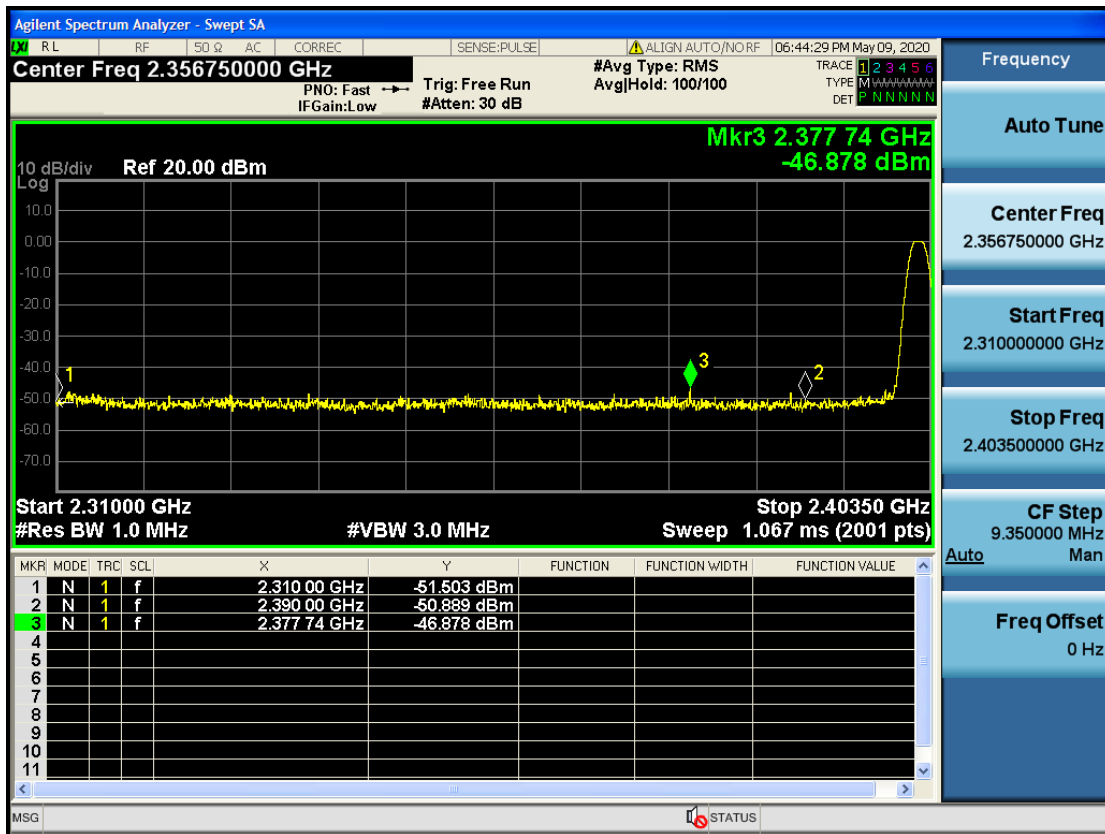 Agilent Spectrum Analyzer - Swept SA
LXI RL RF 50 Ω AC CORREC SENSE:PULSE ALIGN AUTO/NO RF 06:44:29 PM May 09, 2020
Center Freq 2.356750000 GHz
PNO: Fast
IFGain:Low
Trig: Free Run
#Atten: 30 dB
#Avg Type: RMS
Avg|Hold: 100/100
TRACE 1 2 3 4 5 6
TYPE M W W W W W
DET P N N N N N
Mkr3 2.377 74 GHz
-46.878 dBm
10 dB/div Ref 20.00 dBm
Log
10.0
0.00
-10.0
-20.0
-30.0
-40.0
-50.0
-60.0
-70.0
1
3
2
Start 2.31000 GHz Stop 2.40350 GHz
#Res BW 1.0 MHz #VBW 3.0 MHz Sweep 1.067 ms (2001 pts)
MKR MODE TRC SCL X Y FUNCTION FUNCTION WIDTH FUNCTION VALUE
1 N 1 f 2.310 00 GHz -51.503 dBm
2 N 1 f 2.390 00 GHz -50.889 dBm
3 N 1 f 2.377 74 GHz -46.878 dBm
4
5
6
7
8
9
10
11
MSG STATUS
Frequency
Auto Tune
Center Freq
2.356750000 GHz
Start Freq
2.310000000 GHz
Stop Freq
2.403500000 GHz
CF Step
9.350000 MHz
Auto Man
Freq Offset
0 Hz